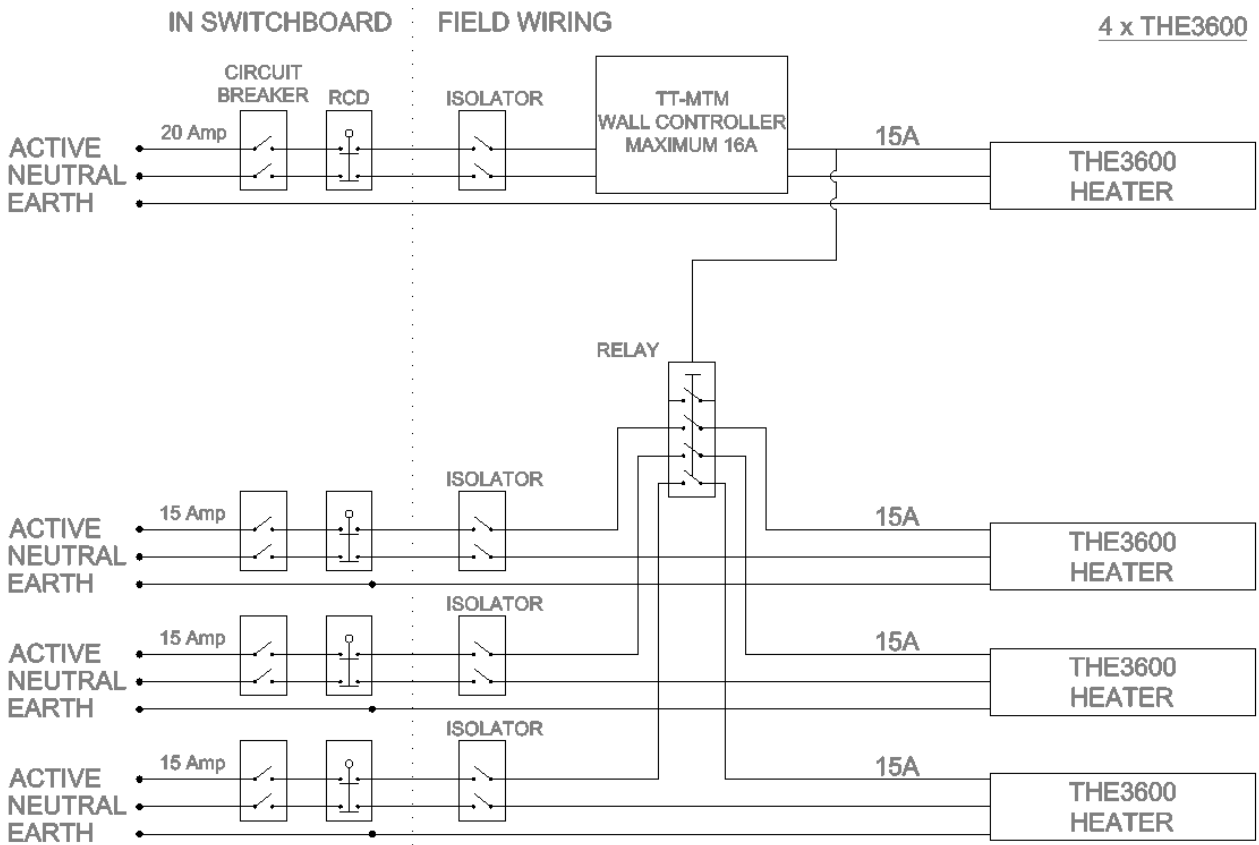 IN SWITCHBOARD
FIELD WIRING
4 x THE3600
CIRCUIT
BREAKER
RCD
ISOLATOR
TT-MTM
WALL CONTROLLER
MAXIMUM 16A
20 Amp
15A
ACTIVE
NEUTRAL
EARTH
THE3600
HEATER
RELAY
ISOLATOR
15 Amp
15A
ACTIVE
NEUTRAL
EARTH
THE3600
HEATER
ISOLATOR
15 Amp
15A
ACTIVE
NEUTRAL
EARTH
THE3600
HEATER
ISOLATOR
15 Amp
15A
ACTIVE
NEUTRAL
EARTH
THE3600
HEATER